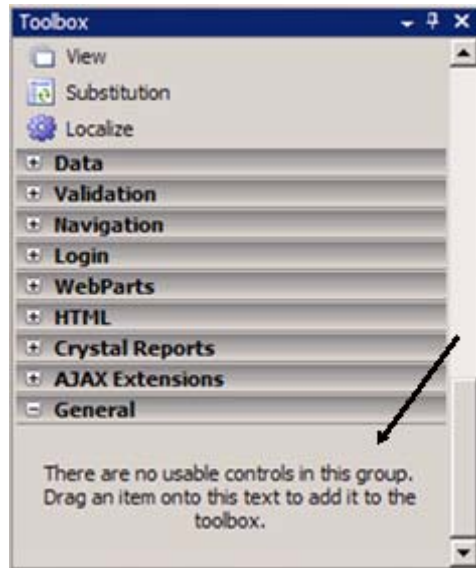 Toolbox
View
Substitution
Localize
Data
Validation
Navigation
Login
WebParts
HTML
Crystal Reports
AJAX Extensions
General
There are no usable controls in this group.
Drag an item onto this text to add it to the
toolbox.